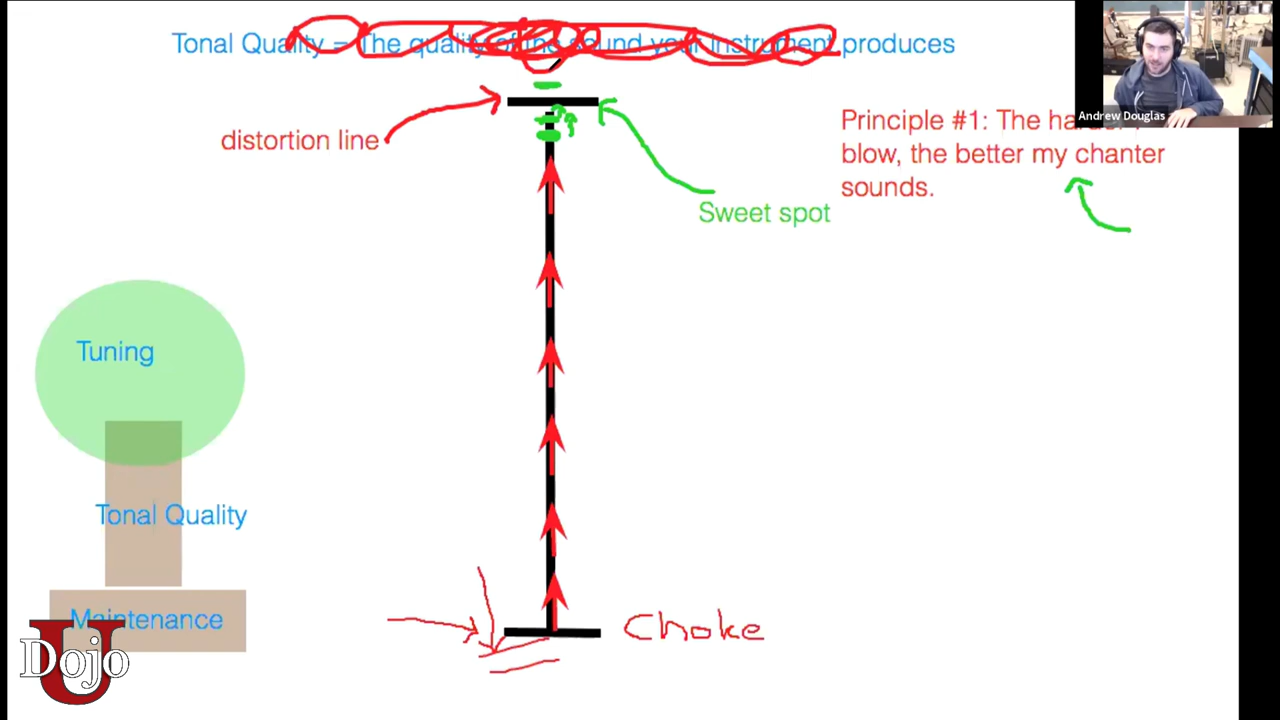 Tonal Quality = The quality of the sound your instrument produces
Andrew Douglas
distortion line
Principle #1: The harder I
blow, the better my chanter
sounds.
Sweet spot
Tuning
Tonal Quality
Maintenance
Choke
U
Dojo